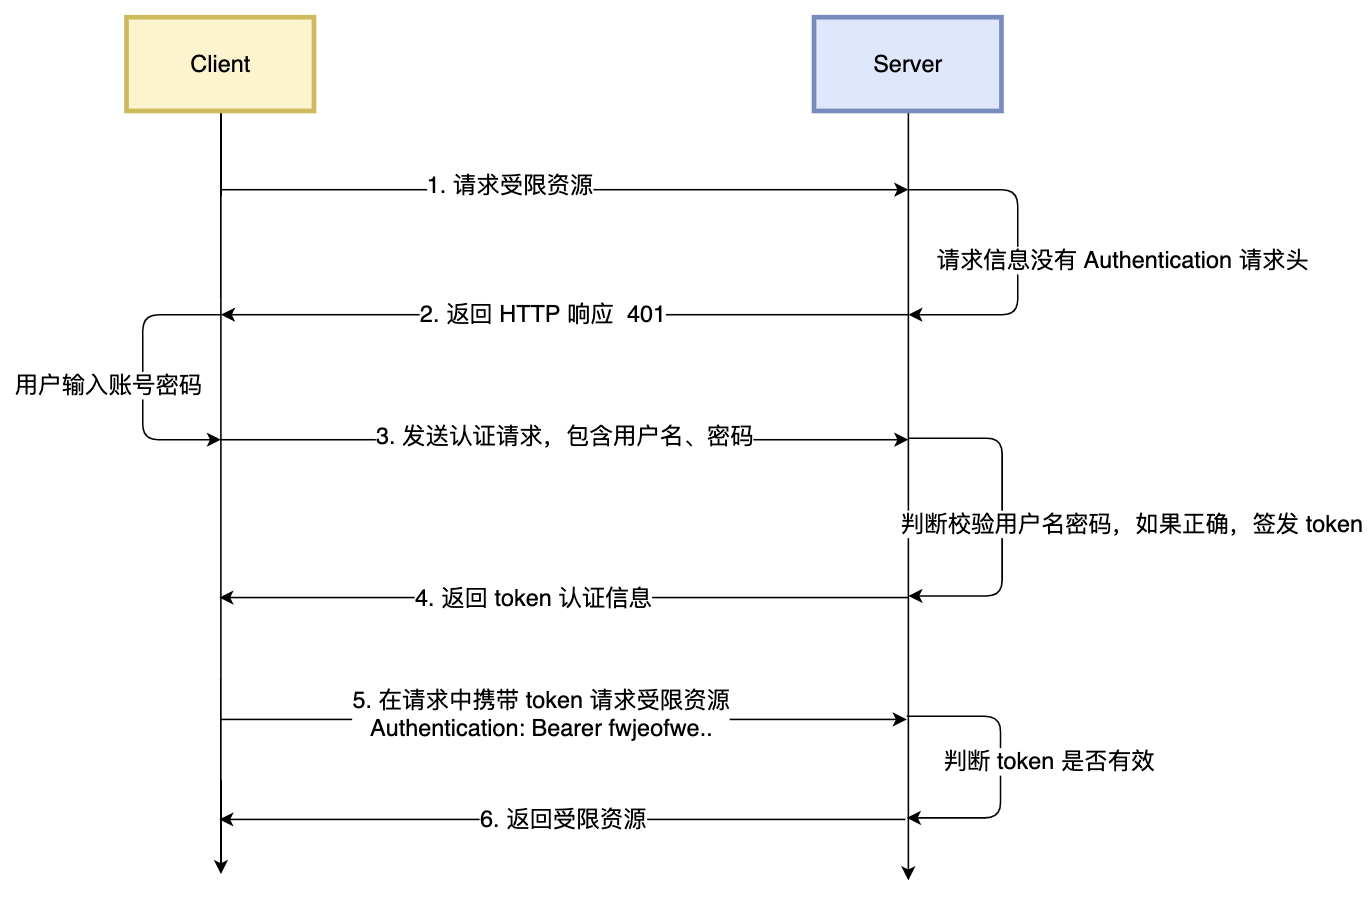 Client
Server
1. 请求受限资源
请求信息没有 Authentication 请求头
2. 返回 HTTP 响应 401
用户输入账号密码
3. 发送认证请求，包含用户名、密码
判断校验用户名密码，如果正确，签发 token
4. 返回 token 认证信息
5. 在请求中携带 token 请求受限资源
Authentication: Bearer fwjeofwe..
判断 token 是否有效
6. 返回受限资源